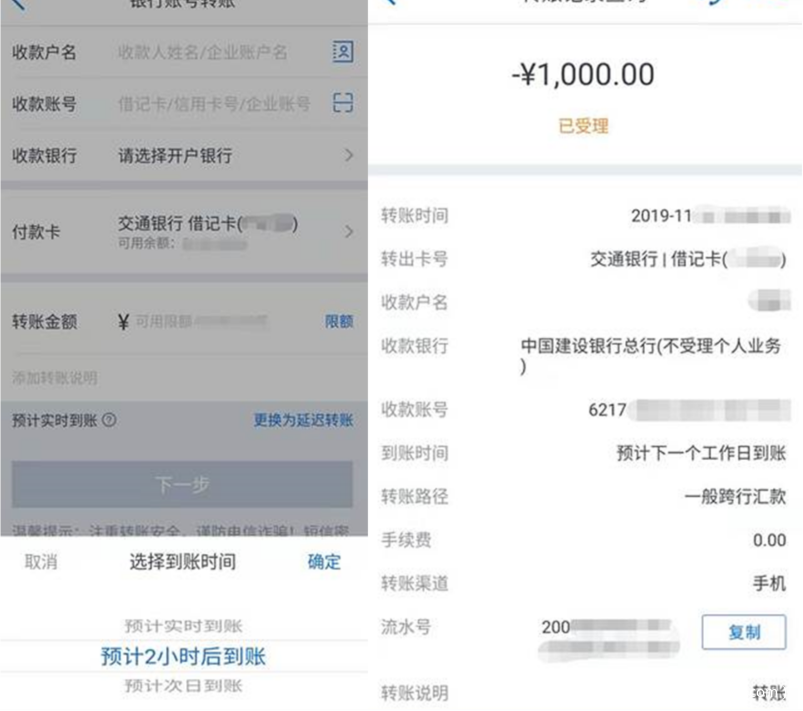 银行账号转账
收款户名 收款人姓名/企业账户名
收款账号 借记卡/信用卡号/企业账号
收款银行 请选择开户银行
付款卡 交通银行 借记卡( )
可用余额:
转账金额 ¥ 可用限额 限额
添加转账说明
预计实时到账 ? 更换为延迟转账
下一步
温馨提示：注重转账安全，谨防电信诈骗！短信密
取消 选择到账时间 确定
预计实时到账
预计2小时后到账
预计次日到账
-¥1,000.00
已受理
转账时间 2019-11
转出卡号 交通银行|借记卡( )
收款户名
收款银行 中国建设银行总行(不受理个人业务
)
收款账号 6217
到账时间 预计下一个工作日到账
转账路径 一般跨行汇款
手续费 0.00
转账渠道 手机
流水号 200 复制
转账说明 转账